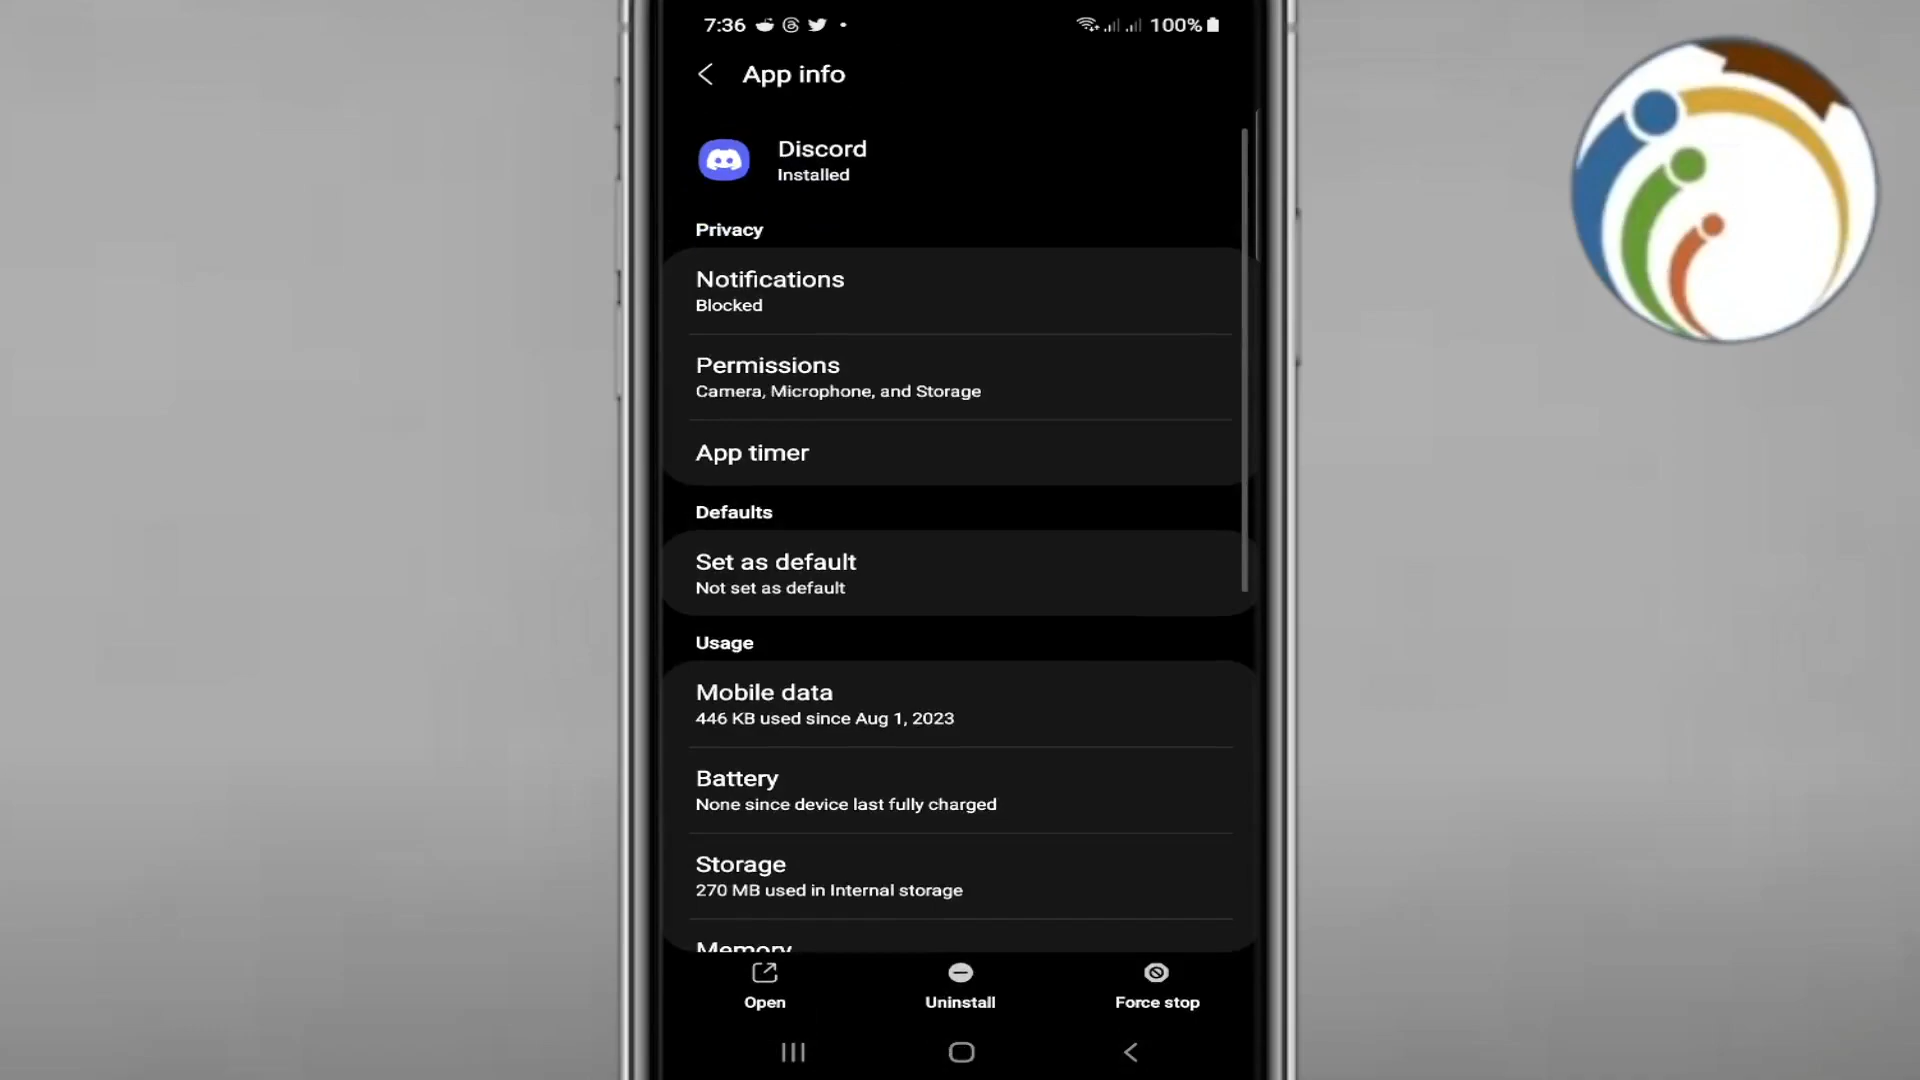 7:36 100%
App info
Discord
Installed
Privacy
Notifications
Blocked
Permissions
Camera, Microphone, and Storage
App timer
Defaults
Set as default
Not set as default
Usage
Mobile data
446 KB used since Aug 1, 2023
Battery
None since device last fully charged
Storage
270 MB used in Internal storage
Memory
Open Uninstall Force stop